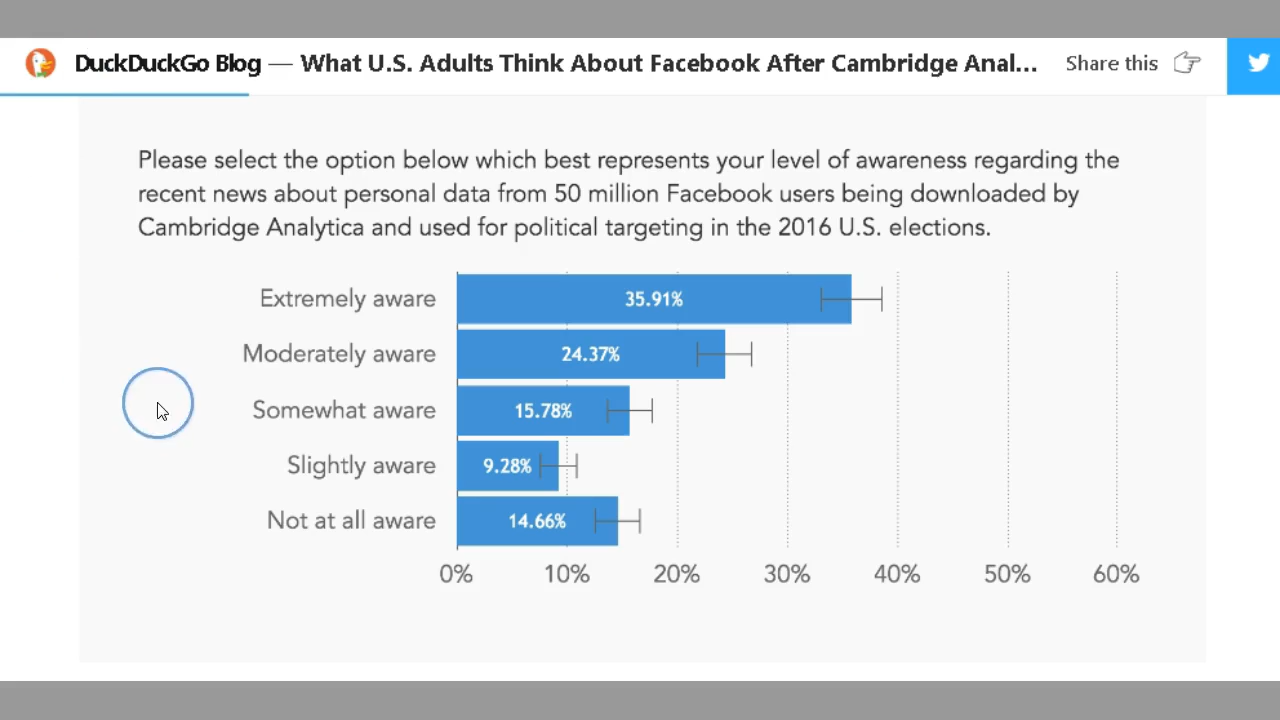 DuckDuckGo Blog — What U.S. Adults Think About Facebook After Cambridge Anal... Share this
Please select the option below which best represents your level of awareness regarding the
recent news about personal data from 50 million Facebook users being downloaded by
Cambridge Analytica and used for political targeting in the 2016 U.S. elections.
Extremely aware 35.91%
Moderately aware 24.37%
Somewhat aware 15.78%
Slightly aware 9.28%
Not at all aware 14.66%
0% 10% 20% 30% 40% 50% 60%